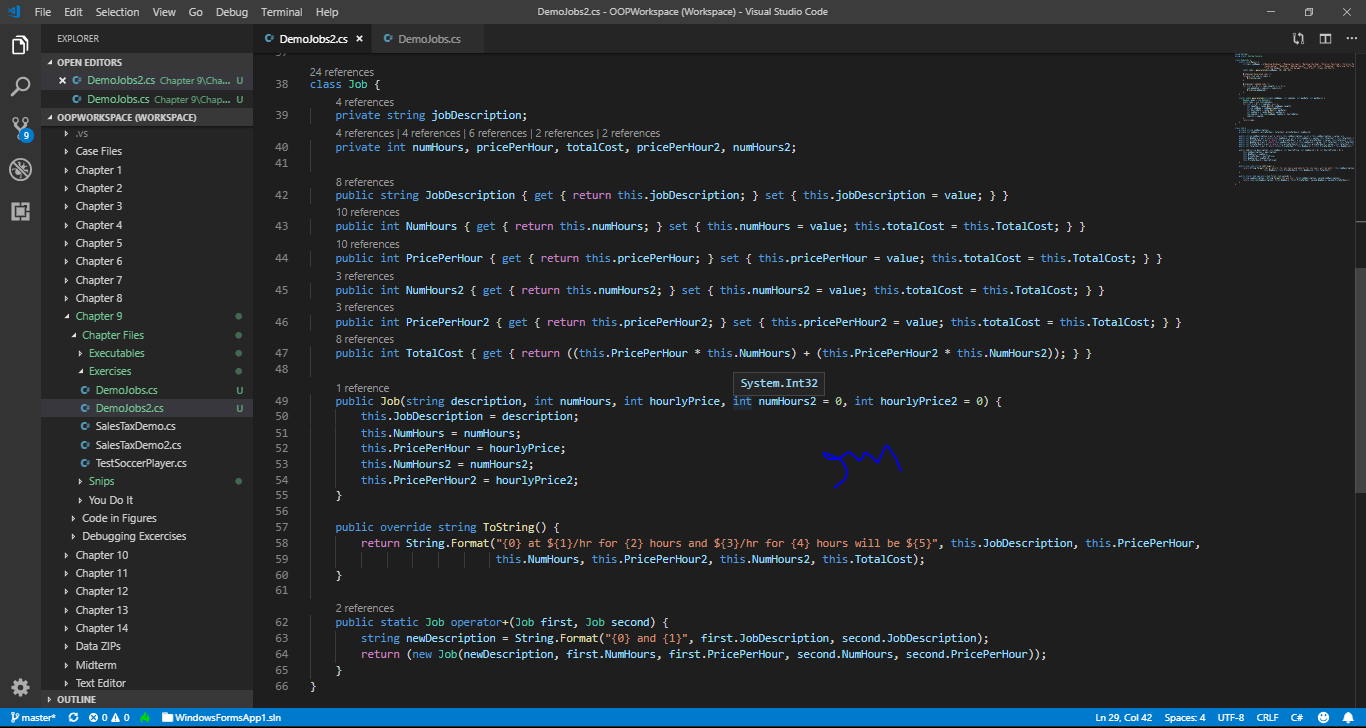 File Edit Selection View Go Debug Terminal Help
DemoJobs2.cs - OOPWorkspace (Workspace) - Visual Studio Code
EXPLORER
DemoJobs2.cs
DemoJobs.cs
OPEN EDITORS
DemoJobs2.cs Chapter 9\Cha... U
DemoJobs.cs Chapter 9\Chap... U
OOPWORKSPACE (WORKSPACE)
.vs
Case Files
Chapter 1
Chapter 2
Chapter 3
Chapter 4
Chapter 5
Chapter 6
Chapter 7
Chapter 8
Chapter 9
Chapter Files
Executables
Exercises
DemoJobs.cs U
DemoJobs2.cs U
SalesTaxDemo.cs
SalesTaxDemo2.cs
TestSoccerPlayer.cs
Snips
You Do It
Code in Figures
Debugging Excercises
Chapter 10
Chapter 11
Chapter 12
Chapter 13
Chapter 14
Data ZIPs
Midterm
Text Editor
OUTLINE
9
24 references
38 class Job {
4 references
39 private string jobDescription;
4 references | 4 references | 6 references | 2 references | 2 references
40 private int numHours, pricePerHour, totalCost, pricePerHour2, numHours2;
41
8 references
42 public string JobDescription { get { return this.jobDescription; } set { this.jobDescription = value; } }
10 references
43 public int NumHours { get { return this.numHours; } set { this.numHours = value; this.totalCost = this.TotalCost; } }
10 references
44 public int PricePerHour { get { return this.pricePerHour; } set { this.pricePerHour = value; this.totalCost = this.TotalCost; } }
3 references
45 public int NumHours2 { get { return this.numHours2; } set { this.numHours2 = value; this.totalCost = this.TotalCost; } }
3 references
46 public int PricePerHour2 { get { return this.pricePerHour2; } set { this.pricePerHour2 = value; this.totalCost = this.TotalCost; } }
8 references
47 public int TotalCost { get { return ((this.PricePerHour * this.NumHours) + (this.PricePerHour2 * this.NumHours2)); } }
48
System.Int32
1 reference
49 public Job(string description, int numHours, int hourlyPrice, int numHours2 = 0, int hourlyPrice2 = 0) {
50 this.JobDescription = description;
51 this.NumHours = numHours;
52 this.PricePerHour = hourlyPrice;
53 this.NumHours2 = numHours2;
54 this.PricePerHour2 = hourlyPrice2;
55 }
56
57 public override string ToString() {
58 return String.Format("{0} at ${1}/hr for {2} hours and ${3}/hr for {4} hours will be ${5}", this.JobDescription, this.PricePerHour,
59 this.NumHours, this.PricePerHour2, this.NumHours2, this.TotalCost);
60 }
61
2 references
62 public static Job operator+(Job first, Job second) {
63 string newDescription = String.Format("{0} and {1}", first.JobDescription, second.JobDescription);
64 return (new Job(newDescription, first.NumHours, first.PricePerHour, second.NumHours, second.PricePerHour));
65 }
66 }
master* 0 0 WindowsFormsApp1.sln
Ln 29, Col 42 Spaces: 4 UTF-8 CRLF C#